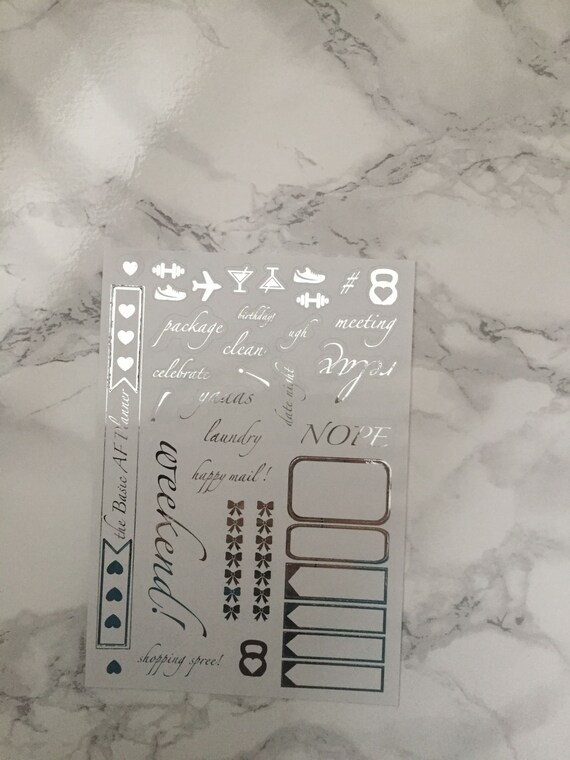 #
package
birthday!
ugh
meeting
clean
celebrate
relax
yaaas
date night
laundry
NOPE
happy mail!
weekend!
the Basic AF Planner
shopping spree!